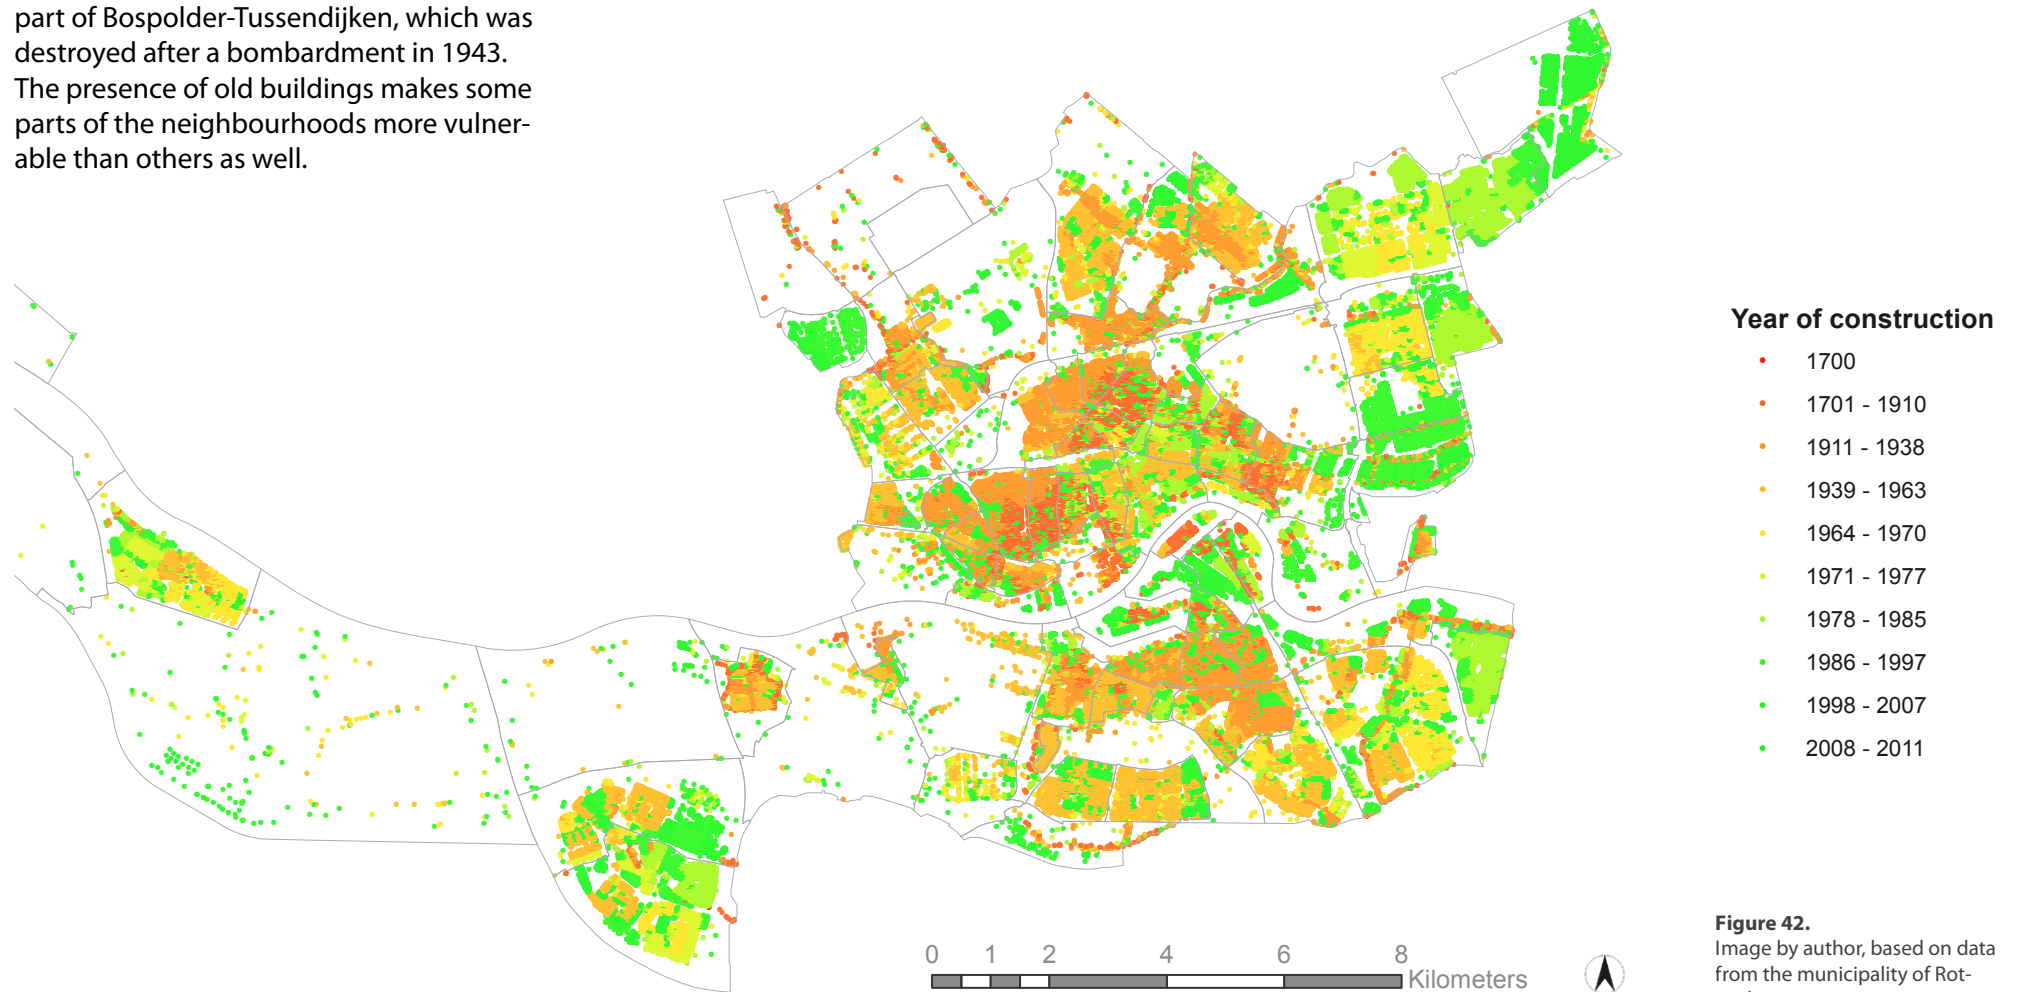 part of Bospolder-Tussendijken, which was
destroyed after a bombardment in 1943.
The presence of old buildings makes some
parts of the neighbourhoods more vulner-
able than others as well.
Year of construction
1700
1701 - 1910
1911 - 1938
1939 - 1963
1964 - 1970
1971 - 1977
1978 - 1985
1986 - 1997
1998 - 2007
2008 - 2011
0 1 2 4 6 8
Kilometers
Figure 42.
Image by author, based on data
from the municipality of Rot-